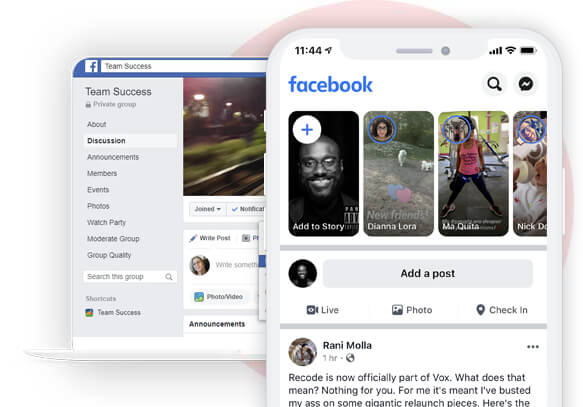 f Team Success
Team Success
Private group
About
Discussion
Announcements
Members
Events
Photos
Watch Party
Moderate Group
Group Quality
Search this group
Shortcuts
Team Success
Joined
Write Post
Photo/Video
Announcements
11:44
facebook
Add to Story
New friends!
Dianna Lora
Ma.Quita
Add a post
Live
Photo
Check In
Rani Molla
1 hr ·
Recode is now officially part of Vox. What does that
mean? Nothing for you. For me it's meant I've busted
my ass on some gigantic relaunch pieces. Here's the